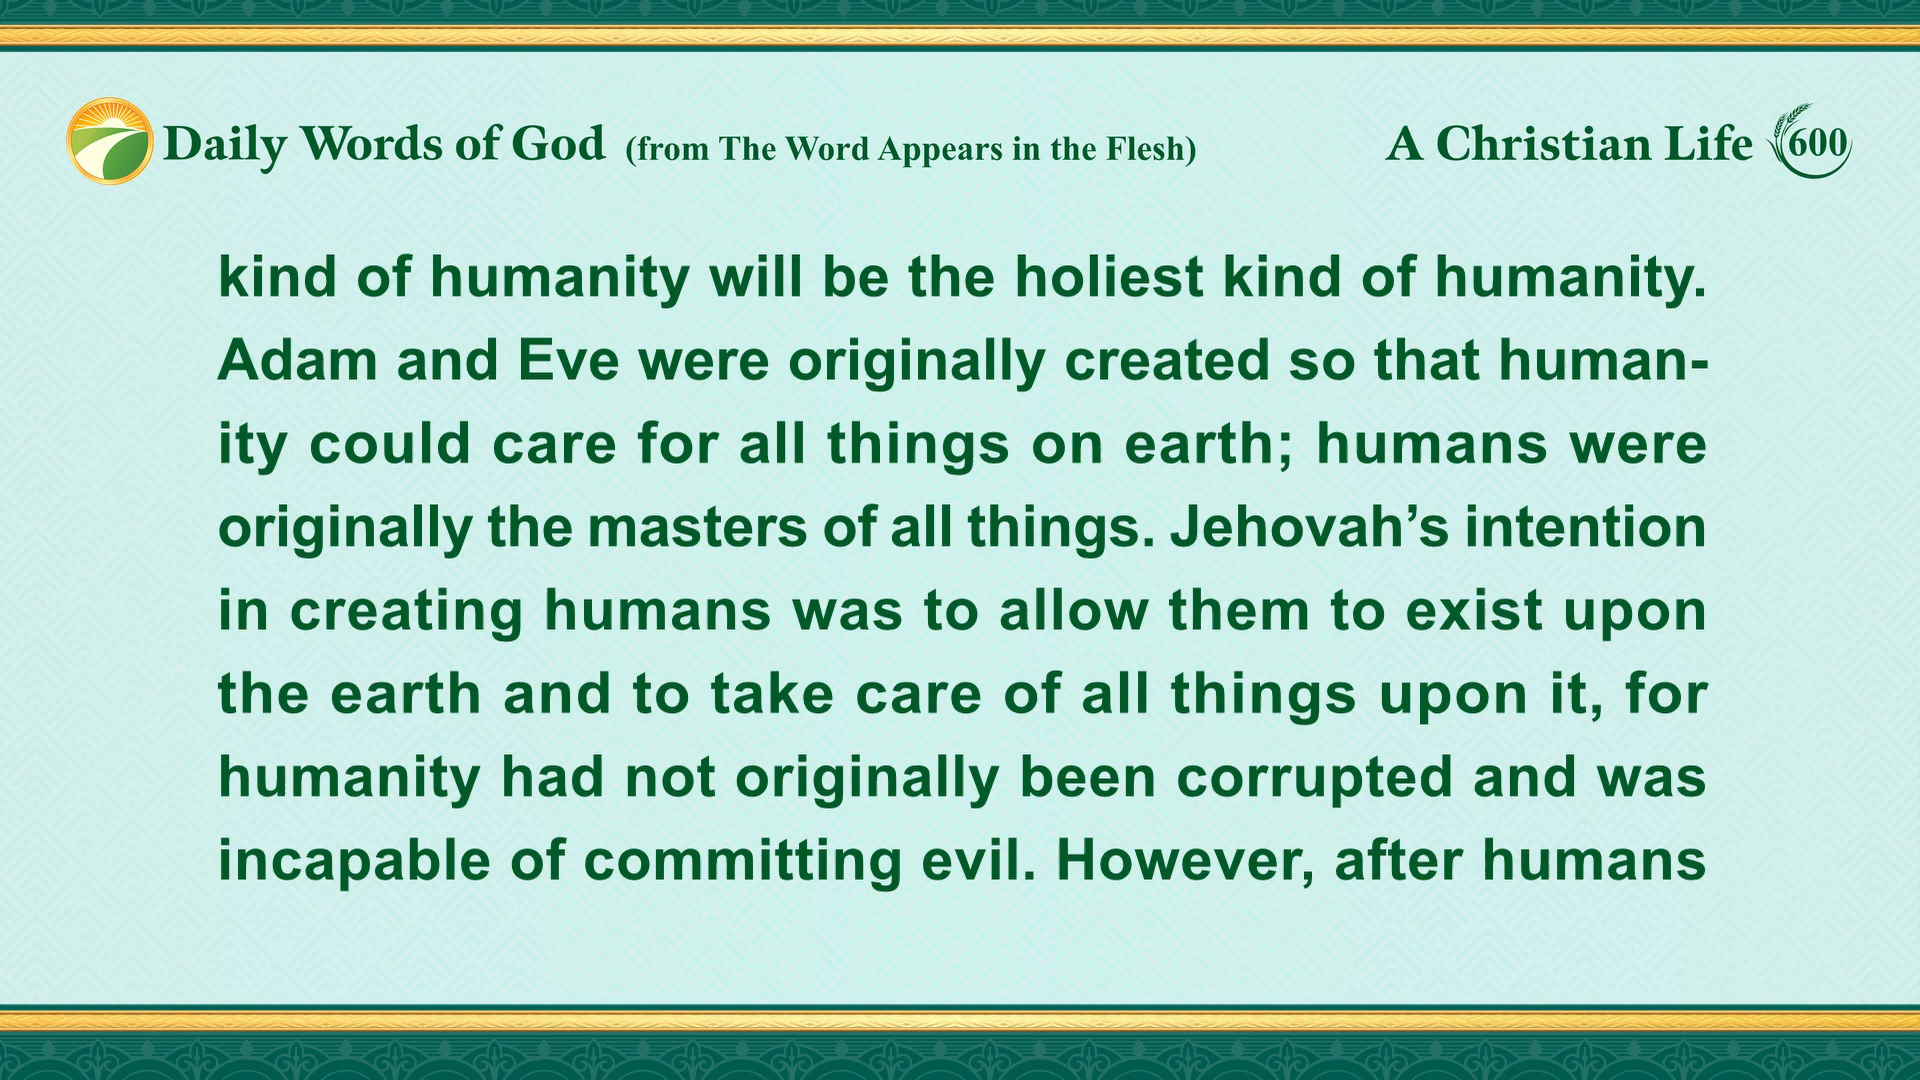 Daily Words of God (from The Word Appears in the Flesh)
A Christian Life 600
kind of humanity will be the holiest kind of humanity.
Adam and Eve were originally created so that human-
ity could care for all things on earth; humans were
originally the masters of all things. Jehovah’s intention
in creating humans was to allow them to exist upon
the earth and to take care of all things upon it, for
humanity had not originally been corrupted and was
incapable of committing evil. However, after humans